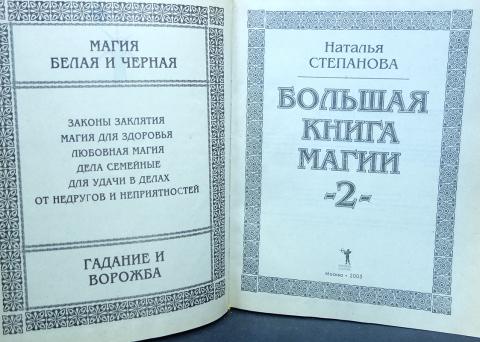 МАГИЯ
БЕЛАЯ И ЧЕРНАЯ
ЗАКОНЫ ЗАКЛЯТИЯ
МАГИЯ ДЛЯ ЗДОРОВЬЯ
ЛЮБОВНАЯ МАГИЯ
ДЕЛА СЕМЕЙНЫЕ
ДЛЯ УДАЧИ В ДЕЛАХ
ОТ НЕДРУГОВ И НЕПРИЯТНОСТЕЙ
ГАДАНИЕ И
ВОРОЖБА
Наталья
СТЕПАНОВА
БОЛЬШАЯ
КНИГА
МАГИИ
-2-
Москва • 2003